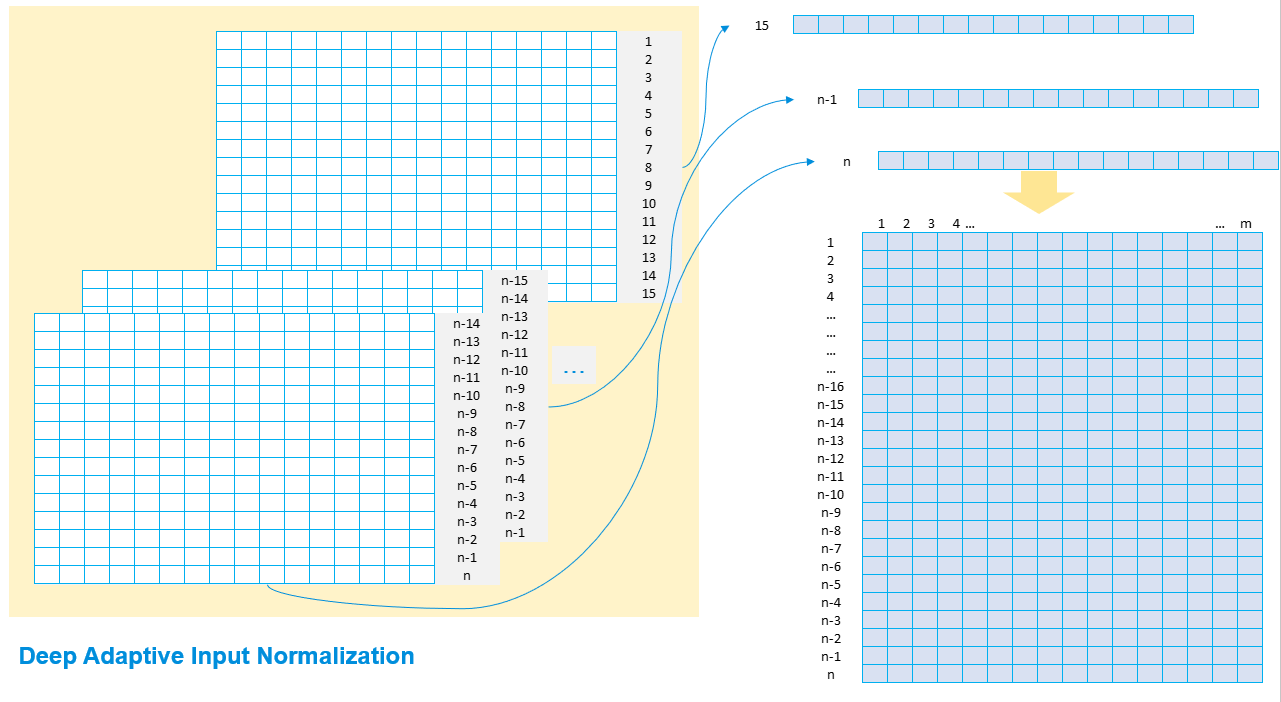 1
2
3
4
5
6
7
8
9
10
11
12
13
14
15
n-15
n-14
n-13
n-12
n-11
n-10
n-9
n-8
n-7
n-6
n-5
n-4
n-3
n-2
n-1
n-14
n-13
n-12
n-11
n-10
n-9
n-8
n-7
n-6
n-5
n-4
n-3
n-2
n-1
n
...
Deep Adaptive Input Normalization
15
n-1
n
1 2 3 4 ... ... m
1
2
3
4
...
...
...
...
n-16
n-15
n-14
n-13
n-12
n-11
n-10
n-9
n-8
n-7
n-6
n-5
n-4
n-3
n-2
n-1
n